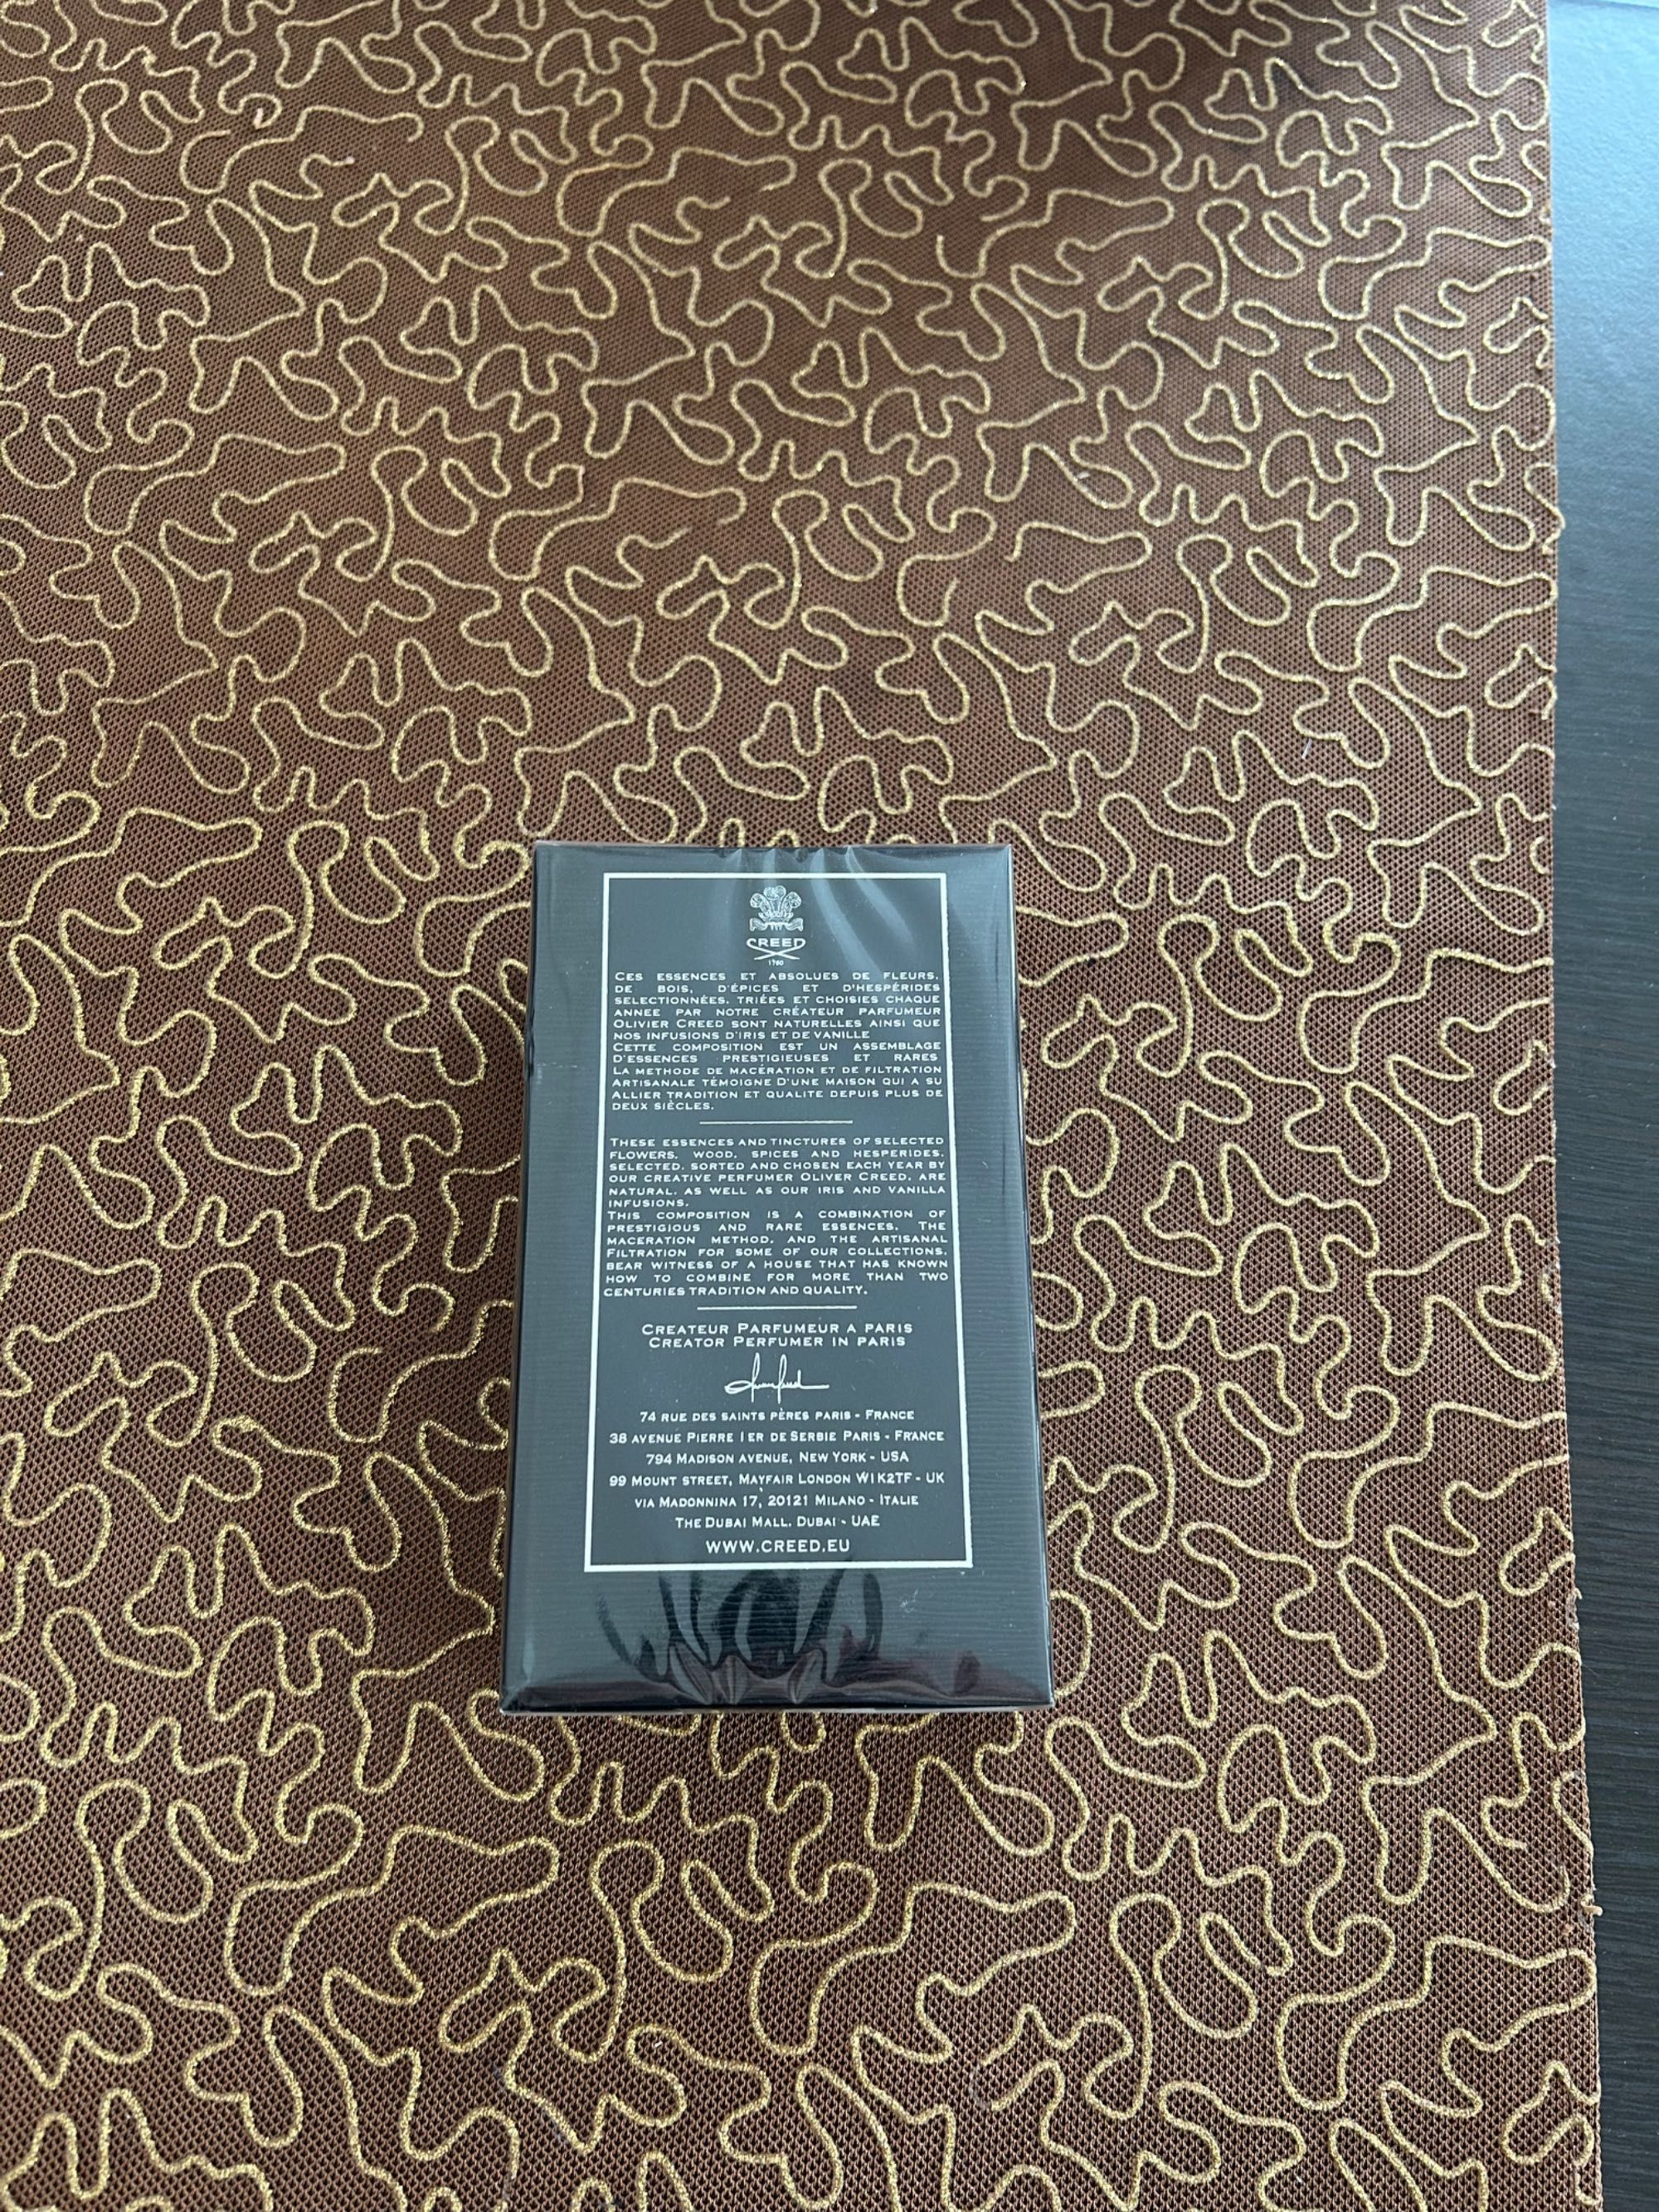 CREED
1760
CES ESSENCES ET ABSOLUES DE FLEURS,
DE BOIS, D'ÉPICES ET D'HESPÉRIDES
SELECTIONNÉES, TRIÉES ET CHOISIES CHAQUE
ANNEE PAR NOTRE CRÉATEUR PARFUMEUR
OLIVIER CREED SONT NATURELLES AINSI QUE
NOS INFUSIONS D'IRIS ET DE VANILLE
CETTE COMPOSITION EST UN ASSEMBLAGE
D'ESSENCES PRESTIGIEUSES ET RARES
LA METHODE DE MACÉRATION ET DE FILTRATION
ARTISANALE TÉMOIGNE D'UNE MAISON QUI A SU
ALLIER TRADITION ET QUALITE DEPUIS PLUS DE
DEUX SIÈCLES.
THESE ESSENCES AND TINCTURES OF SELECTED
FLOWERS, WOOD, SPICES AND HESPERIDES,
SELECTED, SORTED AND CHOSEN EACH YEAR BY
OUR CREATIVE PERFUMER OLIVER CREED, ARE
NATURAL, AS WELL AS OUR IRIS AND VANILLA
INFUSIONS.
THIS COMPOSITION IS A COMBINATION OF
PRESTIGIOUS AND RARE ESSENCES. THE
MACERATION METHOD, AND THE ARTISANAL
FILTRATION FOR SOME OF OUR COLLECTIONS,
BEAR WITNESS OF A HOUSE THAT HAS KNOWN
HOW TO COMBINE FOR MORE THAN TWO
CENTURIES TRADITION AND QUALITY.
CREATEUR PARFUMEUR A PARIS
CREATOR PERFUMER IN PARIS
74 RUE DES SAINTS PÈRES PARIS - FRANCE
38 AVENUE PIERRE 1ER DE SERBIE PARIS - FRANCE
794 MADISON AVENUE, NEW YORK - USA
99 MOUNT STREET, MAYFAIR LONDON W1K2TF - UK
VIA MADONNINA 17, 20121 MILANO - ITALIE
THE DUBAI MALL. DUBAI - UAE
WWW.CREED.EU